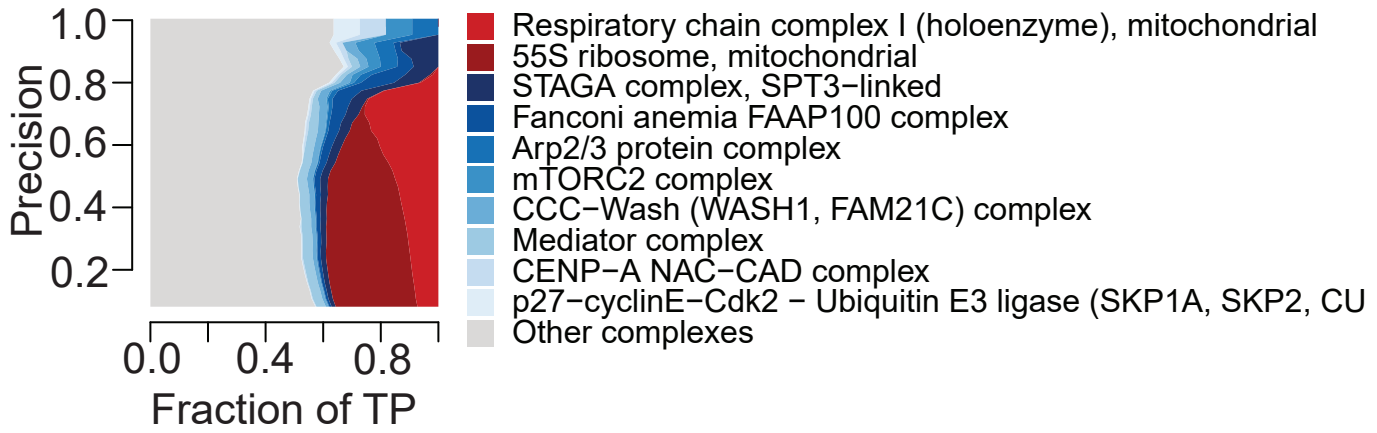 Precision
1.0
0.8
0.6
0.4
0.2
0.0
0.4
0.8
Fraction of TP
Respiratory chain complex I (holoenzyme), mitochondrial
55S ribosome, mitochondrial
STAGA complex, SPT3−linked
Fanconi anemia FAAP100 complex
Arp2/3 protein complex
mTORC2 complex
CCC−Wash (WASH1, FAM21C) complex
Mediator complex
CENP−A NAC−CAD complex
p27−cyclinE−Cdk2 − Ubiquitin E3 ligase (SKP1A, SKP2, CU
Other complexes